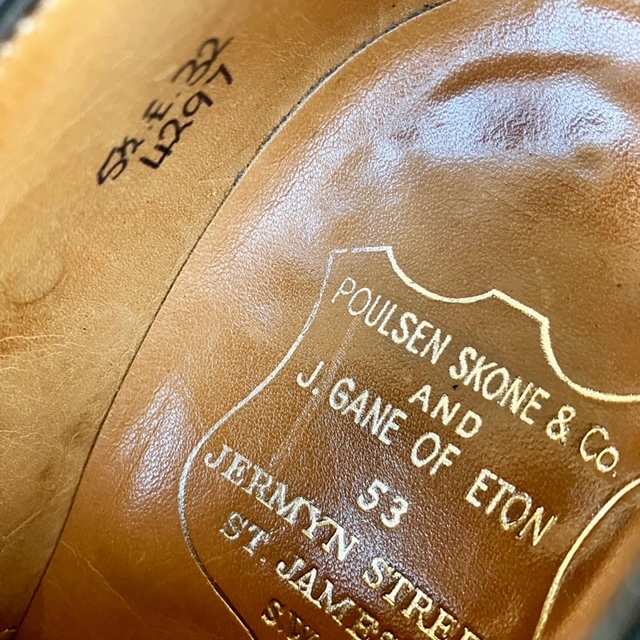 5½.E.32
4297
POULSEN SKONE & Co.
AND
J. GANE OF ETON
53
JERMYN STREE
ST. JAMES
S.W.